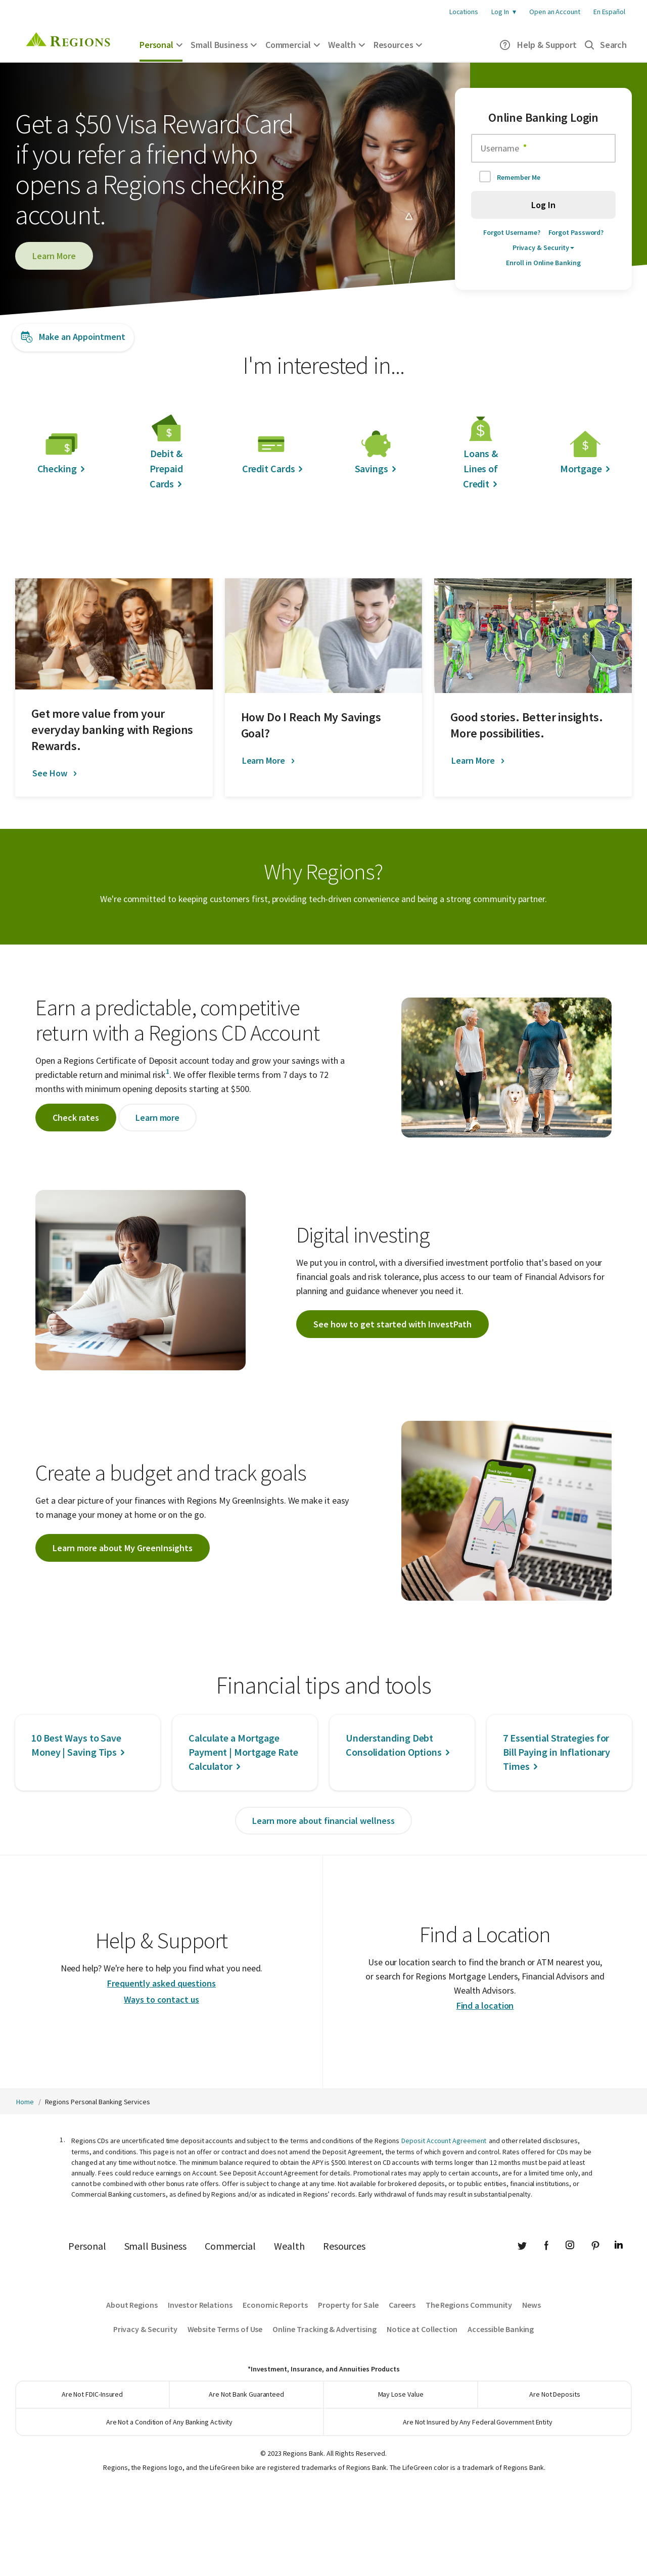 Locations Log In Open an Account En Español
REGIONS Personal Small Business Commercial Wealth Resources Help & Support Search
Get a $50 Visa Reward Card
if you refer a friend who
opens a Regions checking
account.
Learn More
Online Banking Login
Username *
Remember Me
Log In
Forgot Username? Forgot Password?
Privacy & Security
Enroll in Online Banking
Make an Appointment
I'm interested in...
Checking
Debit &
Prepaid
Cards
Credit Cards
Savings
Loans &
Lines of
Credit
Mortgage
Get more value from your
everyday banking with Regions
Rewards.
See How
How Do I Reach My Savings
Goal?
Learn More
Good stories. Better insights.
More possibilities.
Learn More
Why Regions?
We're committed to keeping customers first, providing tech-driven convenience and being a strong community partner.
Earn a predictable, competitive
return with a Regions CD Account
Open a Regions Certificate of Deposit account today and grow your savings with a
predictable return and minimal risk1. We offer flexible terms from 7 days to 72
months with minimum opening deposits starting at $500.
Check rates Learn more
Digital investing
We put you in control, with a diversified investment portfolio that's based on your
financial goals and risk tolerance, plus access to our team of Financial Advisors for
planning and guidance whenever you need it.
See how to get started with InvestPath
Create a budget and track goals
Get a clear picture of your finances with Regions My GreenInsights. We make it easy
to manage your money at home or on the go.
Learn more about My GreenInsights
Financial tips and tools
10 Best Ways to Save
Money | Saving Tips
Calculate a Mortgage
Payment | Mortgage Rate
Calculator
Understanding Debt
Consolidation Options
7 Essential Strategies for
Bill Paying in Inflationary
Times
Learn more about financial wellness
Help & Support
Need help? We're here to help you find what you need.
Frequently asked questions
Ways to contact us
Find a Location
Use our location search to find the branch or ATM nearest you,
or search for Regions Mortgage Lenders, Financial Advisors and
Wealth Advisors.
Find a location
Home / Regions Personal Banking Services
1. Regions CDs are uncertificated time deposit accounts and subject to the terms and conditions of the Regions Deposit Account Agreement and other related disclosures,
terms, and conditions. This page is not an offer or contract and does not amend the Deposit Agreement, the terms of which govern and control. Rates offered for CDs may be
changed at any time without notice. The minimum balance required to obtain the APY is $500. Interest on CD accounts with terms longer than 12 months must be paid at least
annually. Fees could reduce earnings on Account. See Deposit Account Agreement for details. Promotional rates may apply to certain accounts, are for a limited time only, and
cannot be combined with other bonus rate offers. Offer is subject to change at any time. Not available for brokered deposits, or to public entities, financial institutions, or
Commercial Banking customers, as defined by Regions and/or as indicated in Regions' records. Early withdrawal of funds may result in substantial penalty.
Personal Small Business Commercial Wealth Resources
About Regions Investor Relations Economic Reports Property for Sale Careers The Regions Community News
Privacy & Security Website Terms of Use Online Tracking & Advertising Notice at Collection Accessible Banking
*Investment, Insurance, and Annuities Products
Are Not FDIC-Insured Are Not Bank Guaranteed May Lose Value Are Not Deposits
Are Not a Condition of Any Banking Activity Are Not Insured by Any Federal Government Entity
© 2023 Regions Bank. All Rights Reserved.
Regions, the Regions logo, and the LifeGreen bike are registered trademarks of Regions Bank. The LifeGreen color is a trademark of Regions Bank.